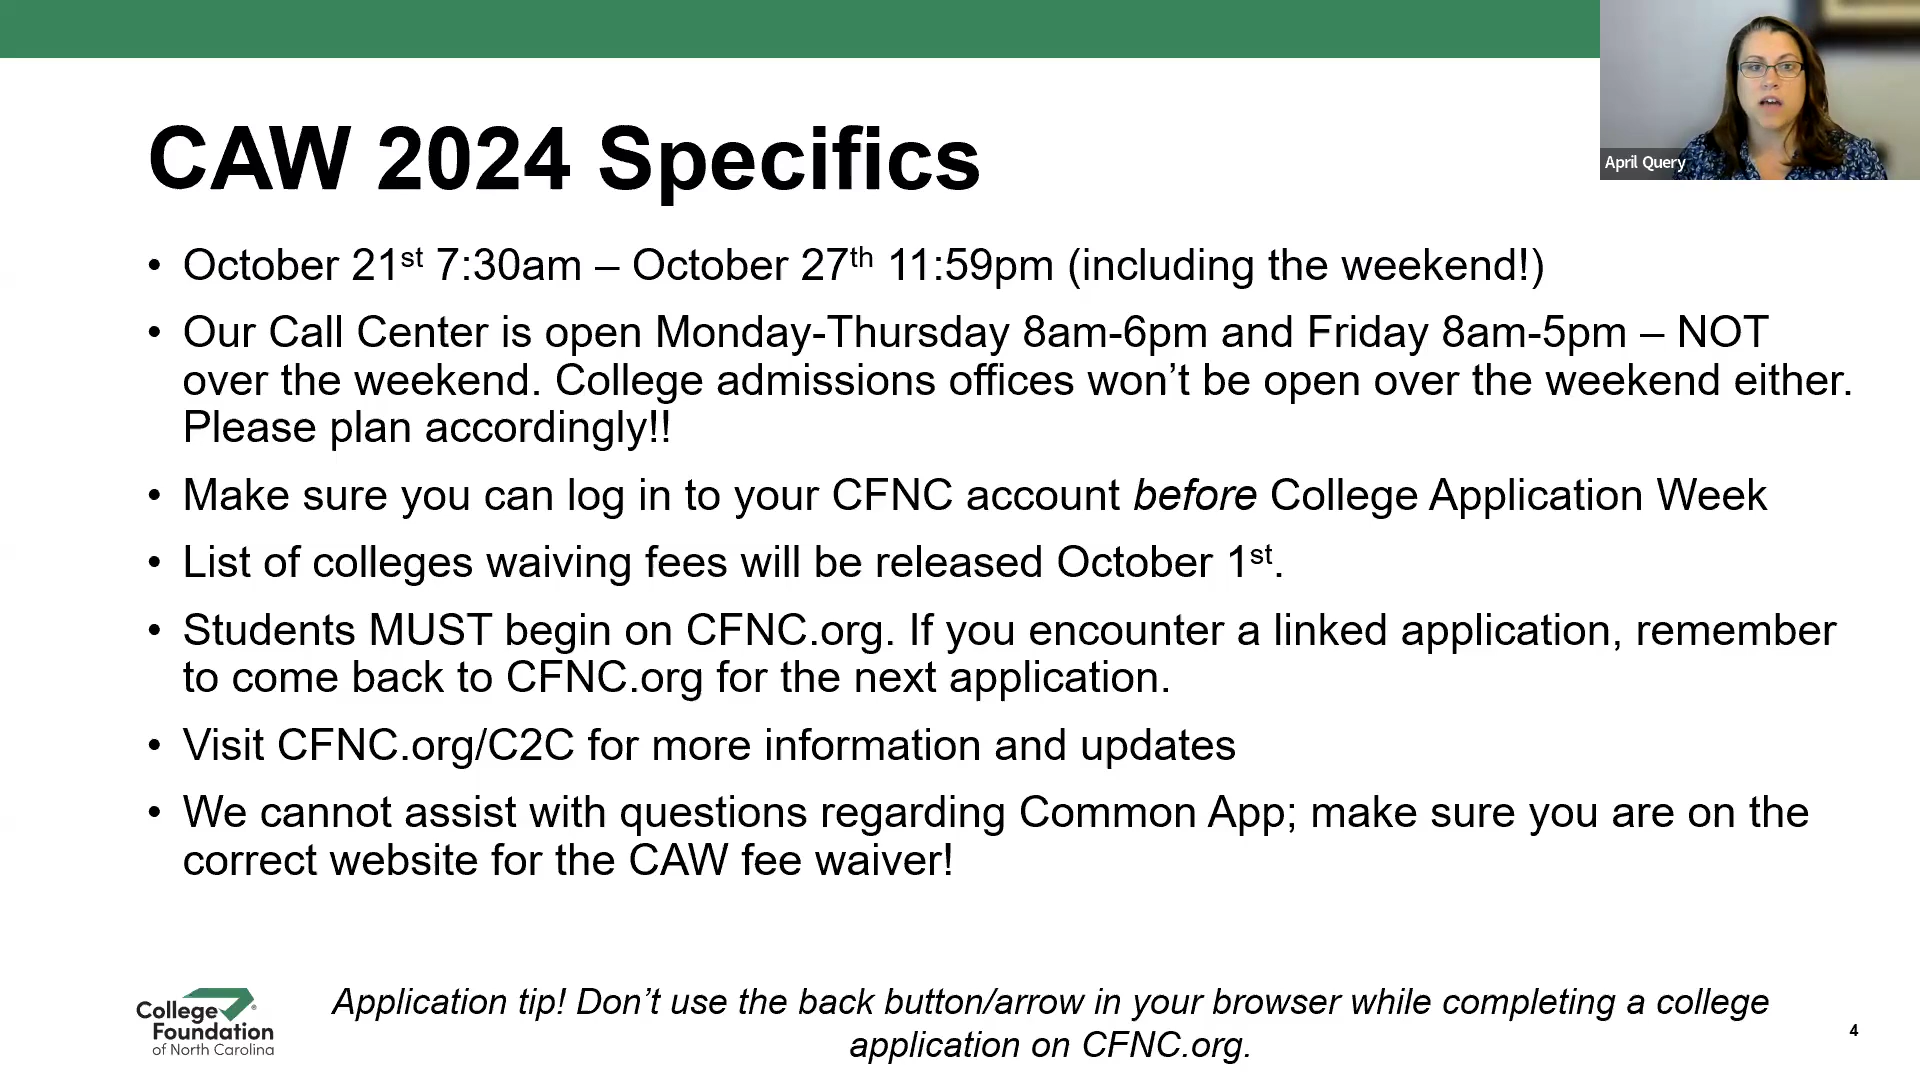 April Query
CAW 2024 Specifics
• October 21st 7:30am – October 27th 11:59pm (including the weekend!)
• Our Call Center is open Monday-Thursday 8am-6pm and Friday 8am-5pm – NOT
over the weekend. College admissions offices won’t be open over the weekend either.
Please plan accordingly!!
• Make sure you can log in to your CFNC account before College Application Week
• List of colleges waiving fees will be released October 1st.
• Students MUST begin on CFNC.org. If you encounter a linked application, remember
to come back to CFNC.org for the next application.
• Visit CFNC.org/C2C for more information and updates
• We cannot assist with questions regarding Common App; make sure you are on the
correct website for the CAW fee waiver!
College
Foundation
of North Carolina
Application tip! Don’t use the back button/arrow in your browser while completing a college
application on CFNC.org.
4